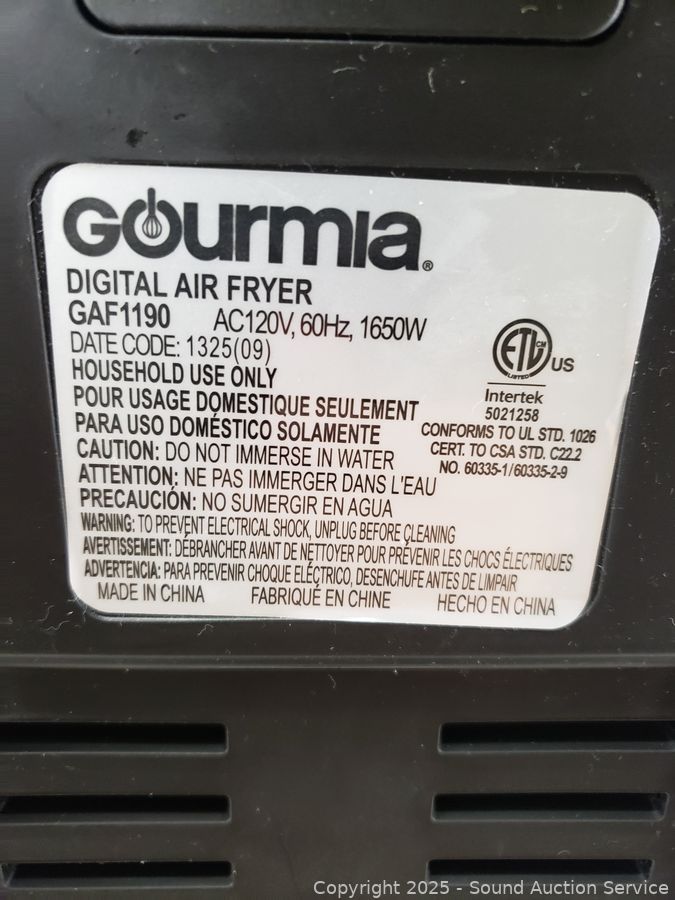 Gourmia®
DIGITAL AIR FRYER
GAF1190 AC120V, 60Hz, 1650W
DATE CODE: 1325(09)
HOUSEHOLD USE ONLY
POUR USAGE DOMESTIQUE SEULEMENT
PARA USO DOMÉSTICO SOLAMENTE
CAUTION: DO NOT IMMERSE IN WATER
ATTENTION: NE PAS IMMERGER DANS L'EAU
PRECAUCIÓN: NO SUMERGIR EN AGUA
WARNING: TO PREVENT ELECTRICAL SHOCK, UNPLUG BEFORE CLEANING
AVERTISSEMENT: DÉBRANCHER AVANT DE NETTOYER POUR PRÉVENIR LES CHOCS ÉLECTRIQUES
ADVERTENCIA: PARA PREVENIR CHOQUE ELÉCTRICO, DESENCHUFE ANTES DE LIMPIAR
MADE IN CHINA FABRIQUÉ EN CHINE HECHO EN CHINA
ETL CM US
LISTED
Intertek
5021258
CONFORMS TO UL STD. 1026
CERT. TO CSA STD. C22.2
NO. 60335-1/60335-2-9
Copyright 2025 - Sound Auction Service